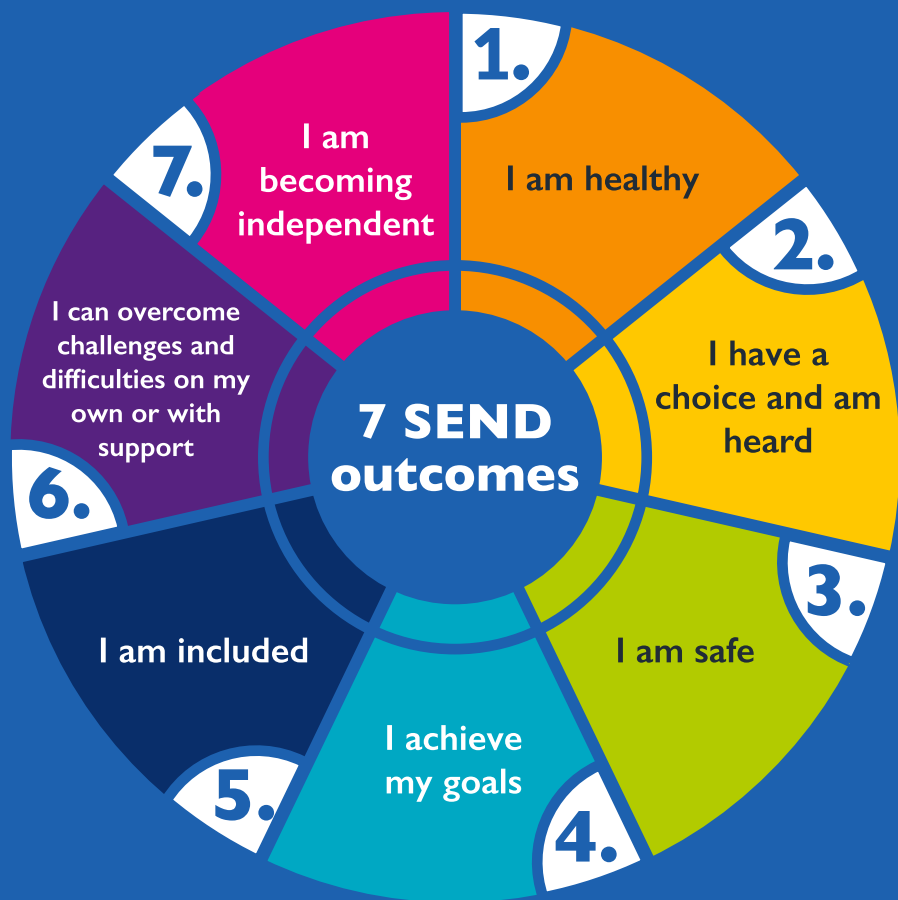 7 SEND
outcomes
1.
I am healthy
2.
I have a
choice and am
heard
3.
I am safe
4.
I achieve
my goals
5.
I am included
6.
I can overcome
challenges and
difficulties on my
own or with
support
7.
I am
becoming
independent